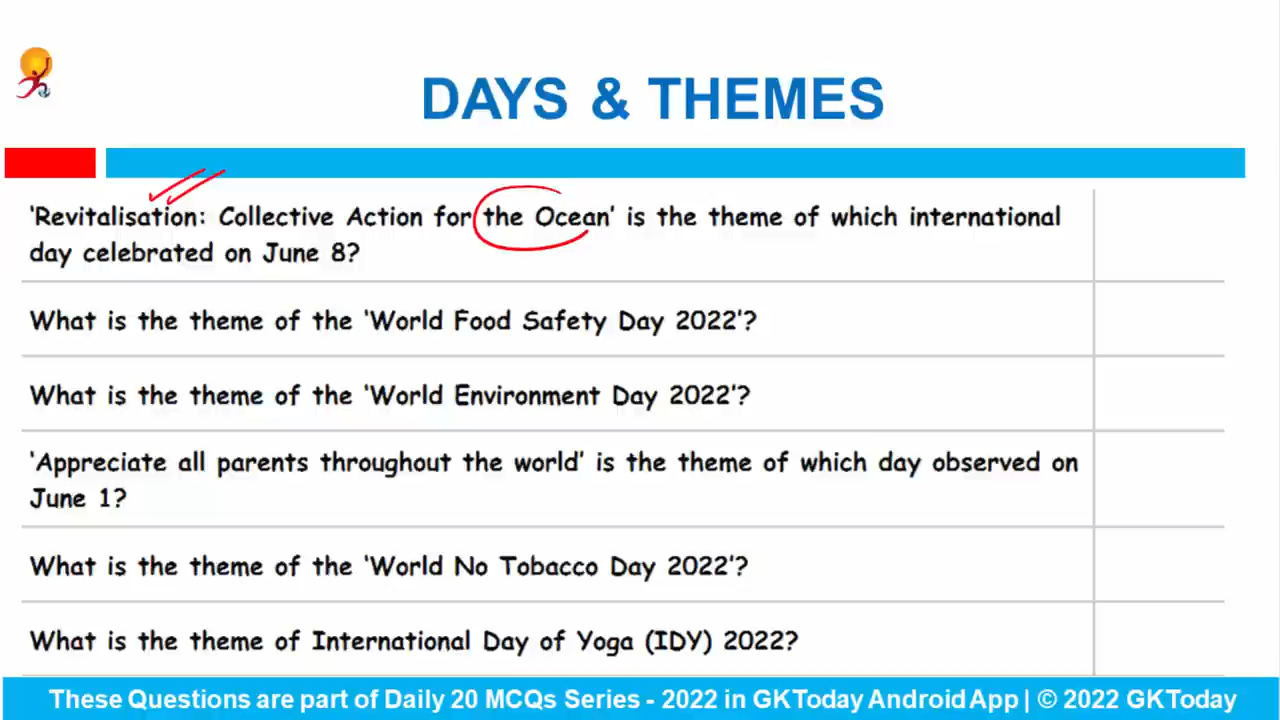 DAYS & THEMES
‘Revitalisation: Collective Action for the Ocean’ is the theme of which international
day celebrated on June 8?
What is the theme of the ‘World Food Safety Day 2022’?
What is the theme of the ‘World Environment Day 2022’?
‘Appreciate all parents throughout the world’ is the theme of which day observed on
June 1?
What is the theme of the ‘World No Tobacco Day 2022’?
What is the theme of International Day of Yoga (IDY) 2022?
These Questions are part of Daily 20 MCQs Series - 2022 in GKToday Android App | © 2022 GKToday